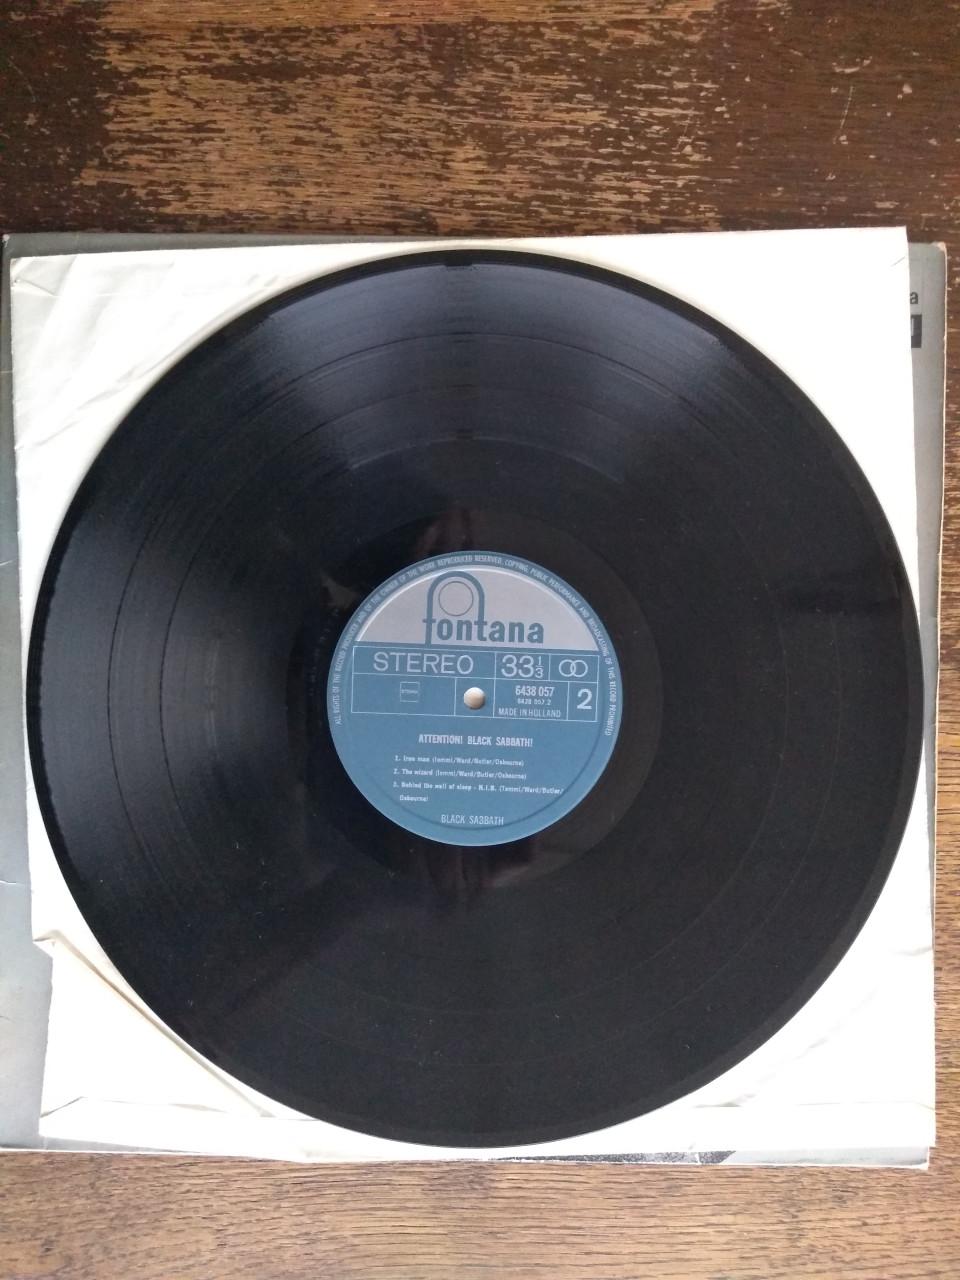 a
ALL RIGHTS OF THE RECORD PRODUCER AND OF THE OWNER OF THE WORK REPRODUCED RESERVED. COPYING, PUBLIC PERFORMANCE AND BROADCASTING OF THIS RECORD PROHIBITED
fontana
STEREO 33 1/3
STEMRA 6438 057
6438 057.2 2
MADE IN HOLLAND
ATTENTION! BLACK SABBATH!
1. Iron man (Iommi/Ward/Butler/Osbourne)
2. The wizard (Iommi/Ward/Butler/Osbourne)
3. Behind the wall of sleep - N.I.B. (Iommi/Ward/Butler/
Osbourne)
BLACK SABBATH